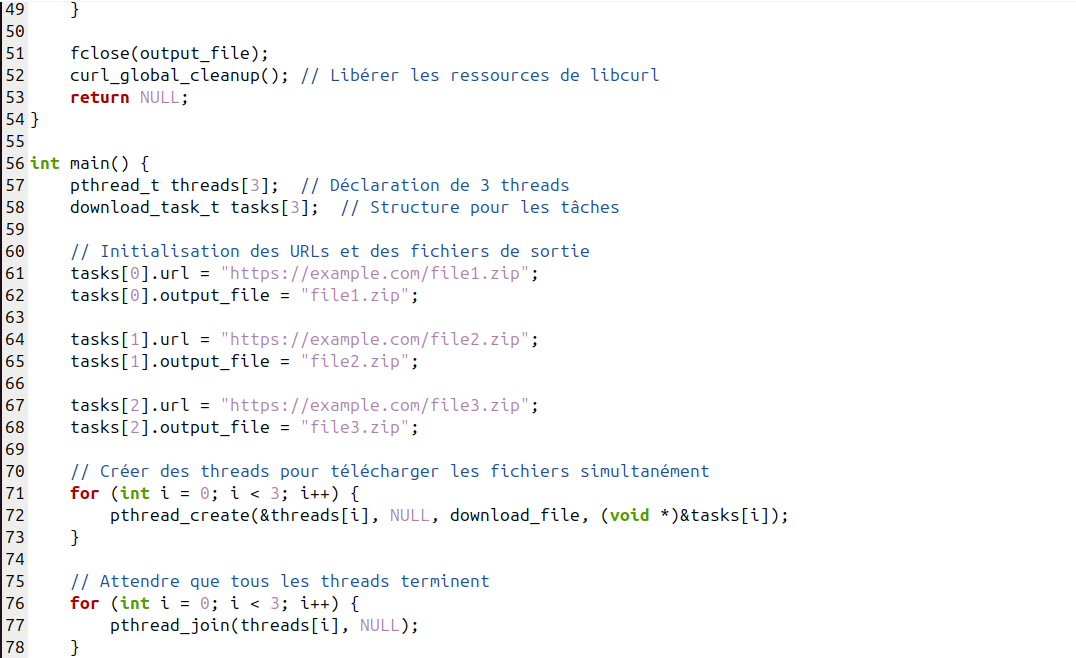 49     }
50
51     fclose(output_file);
52     curl_global_cleanup(); // Libérer les ressources de libcurl
53     return NULL;
54 }
55
56 int main() {
57     pthread_t threads[3];  // Déclaration de 3 threads
58     download_task_t tasks[3];  // Structure pour les tâches
59
60     // Initialisation des URLs et des fichiers de sortie
61     tasks[0].url = "https://example.com/file1.zip";
62     tasks[0].output_file = "file1.zip";
63
64     tasks[1].url = "https://example.com/file2.zip";
65     tasks[1].output_file = "file2.zip";
66
67     tasks[2].url = "https://example.com/file3.zip";
68     tasks[2].output_file = "file3.zip";
69
70     // Créer des threads pour télécharger les fichiers simultanément
71     for (int i = 0; i < 3; i++) {
72         pthread_create(&threads[i], NULL, download_file, (void *)&tasks[i]);
73     }
74
75     // Attendre que tous les threads terminent
76     for (int i = 0; i < 3; i++) {
77         pthread_join(threads[i], NULL);
78     }